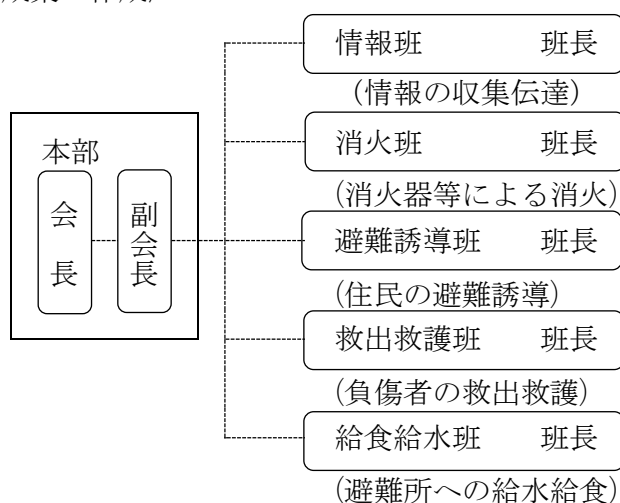 本部
会長
副会長
情報班 班長
(情報の収集伝達)
消火班 班長
(消火器等による消火)
避難誘導班 班長
(住民の避難誘導)
救出救護班 班長
(負傷者の救出救護)
給食給水班 班長
(避難所への給水給食)